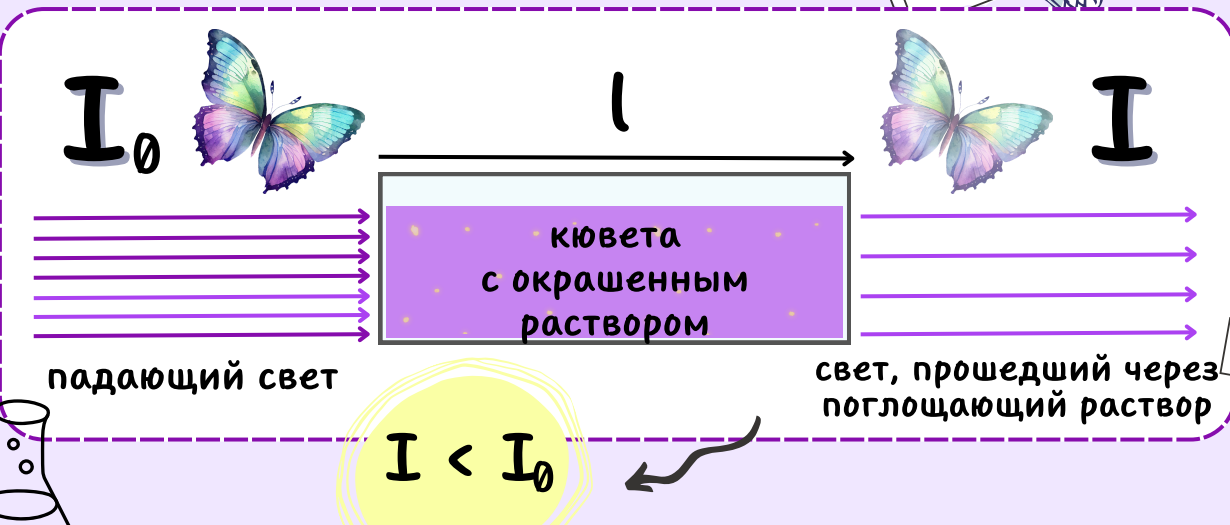 I₀
l
I
кювета
с окрашенным
раствором
падающий свет
свет, прошедший через
поглощающий раствор
I < I₀